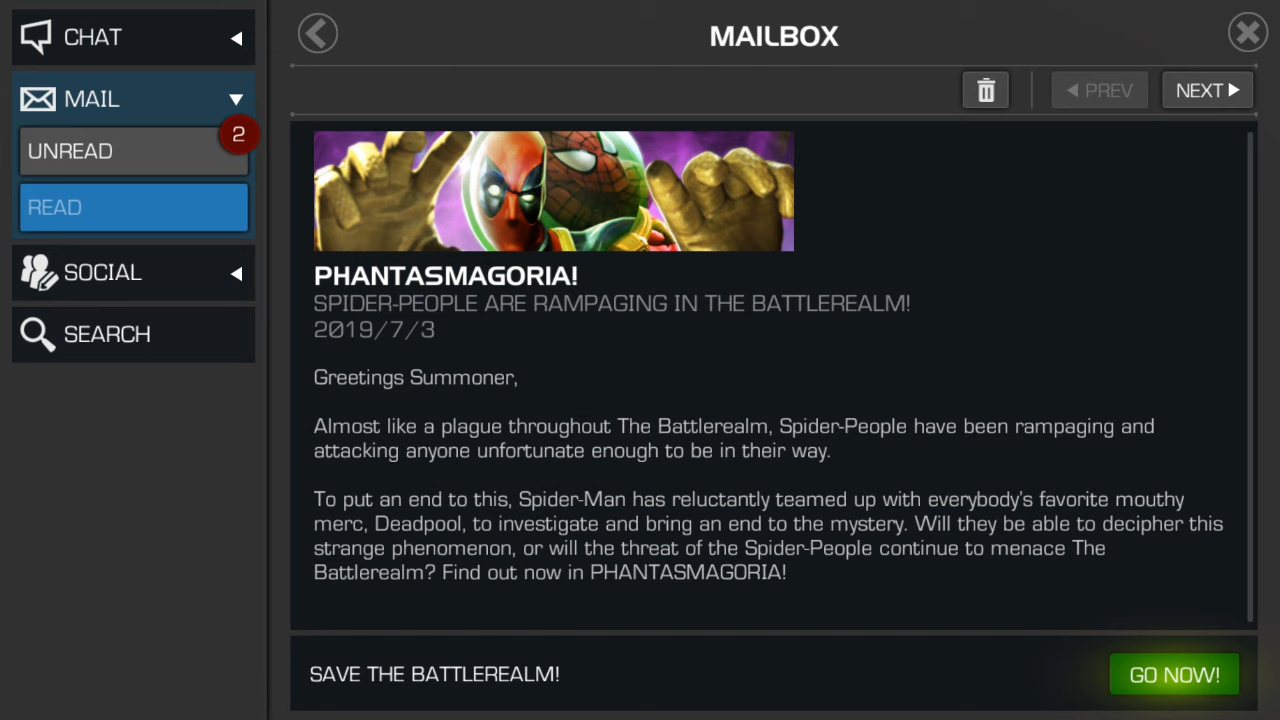 CHAT
MAIL
2
UNREAD
READ
SOCIAL
SEARCH
MAILBOX
PREV
NEXT
PHANTASMAGORIA!
SPIDER-PEOPLE ARE RAMPAGING IN THE BATTLEREALM!
2019/7/3
Greetings Summoner,
Almost like a plague throughout The Battlerealm, Spider-People have been rampaging and
attacking anyone unfortunate enough to be in their way.
To put an end to this, Spider-Man has reluctantly teamed up with everybody's favorite mouthy
merc, Deadpool, to investigate and bring an end to the mystery. Will they be able to decipher this
strange phenomenon, or will the threat of the Spider-People continue to menace The
Battlerealm? Find out now in PHANTASMAGORIA!
SAVE THE BATTLEREALM!
GO NOW!